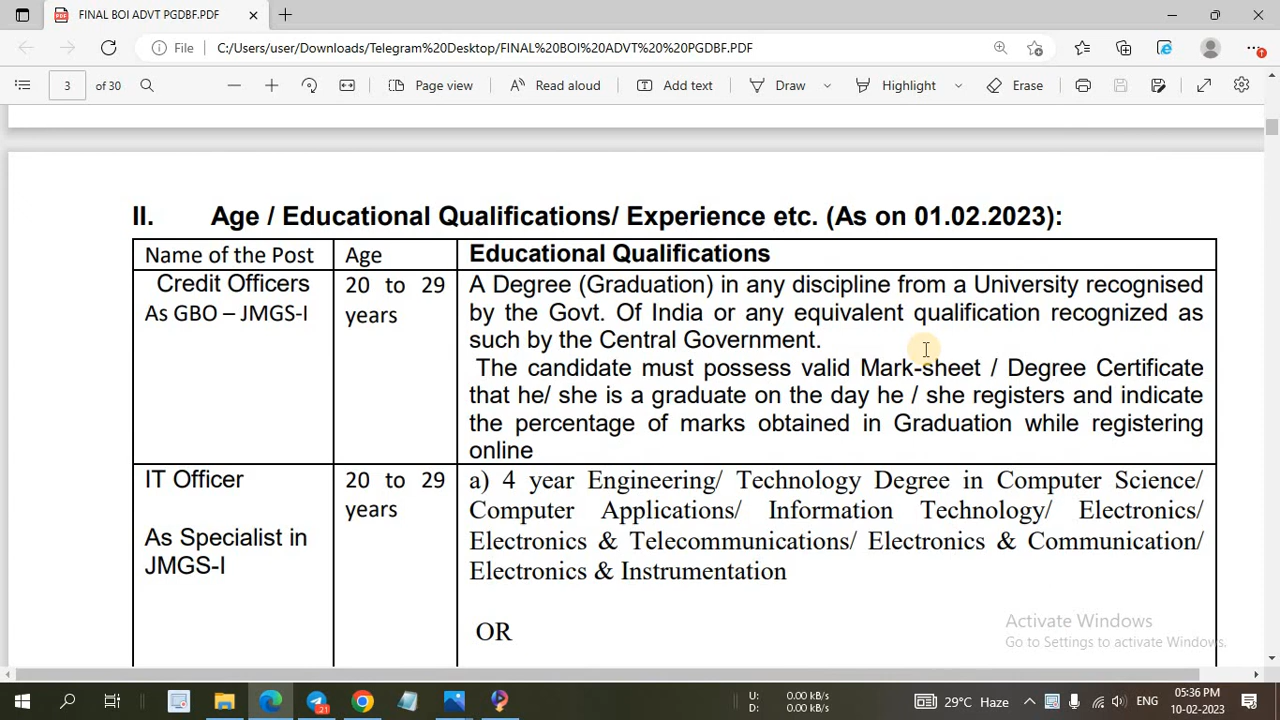 FINAL BOI ADVT PGDBF.PDF
File C:/Users/user/Downloads/Telegram%20Desktop/FINAL%20BOI%20ADVT%20%20PGDBF.PDF
3 of 30 Page view Read aloud Add text Draw Highlight Erase
II. Age / Educational Qualifications/ Experience etc. (As on 01.02.2023):
Name of the Post Age Educational Qualifications
Credit Officers
As GBO – JMGS-I
20 to 29
years
A Degree (Graduation) in any discipline from a University recognised
by the Govt. Of India or any equivalent qualification recognized as
such by the Central Government.
The candidate must possess valid Mark-sheet / Degree Certificate
that he/ she is a graduate on the day he / she registers and indicate
the percentage of marks obtained in Graduation while registering
online
IT Officer
As Specialist in
JMGS-I
20 to 29
years
a) 4 year Engineering/ Technology Degree in Computer Science/
Computer Applications/ Information Technology/ Electronics/
Electronics & Telecommunications/ Electronics & Communication/
Electronics & Instrumentation
OR
Activate Windows
Go to Settings to activate Windows.
21
U: 0.00 kB/s
D: 0.00 kB/s
29°C Haze
ENG
05:36 PM
10-02-2023